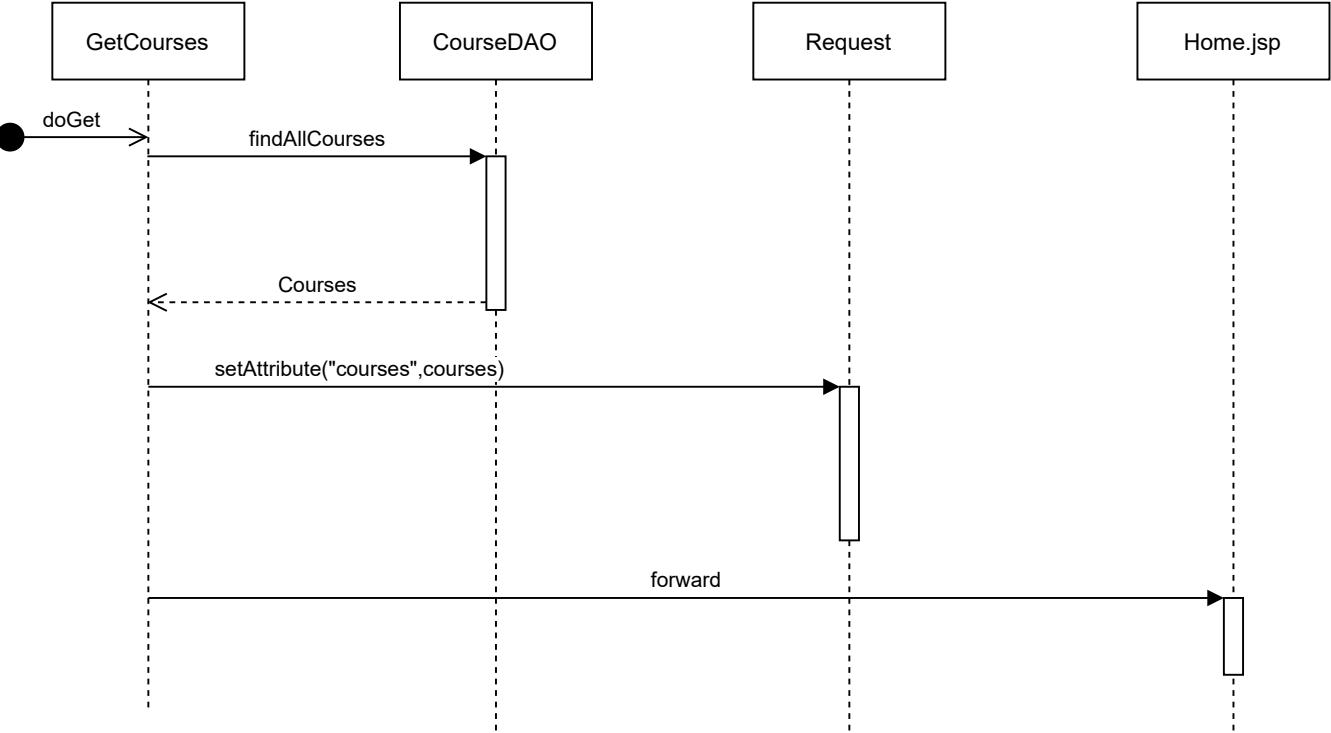 GetCourses
CourseDAO
Request
Home.jsp
doGet
findAllCourses
Courses
setAttribute("courses",courses)
forward